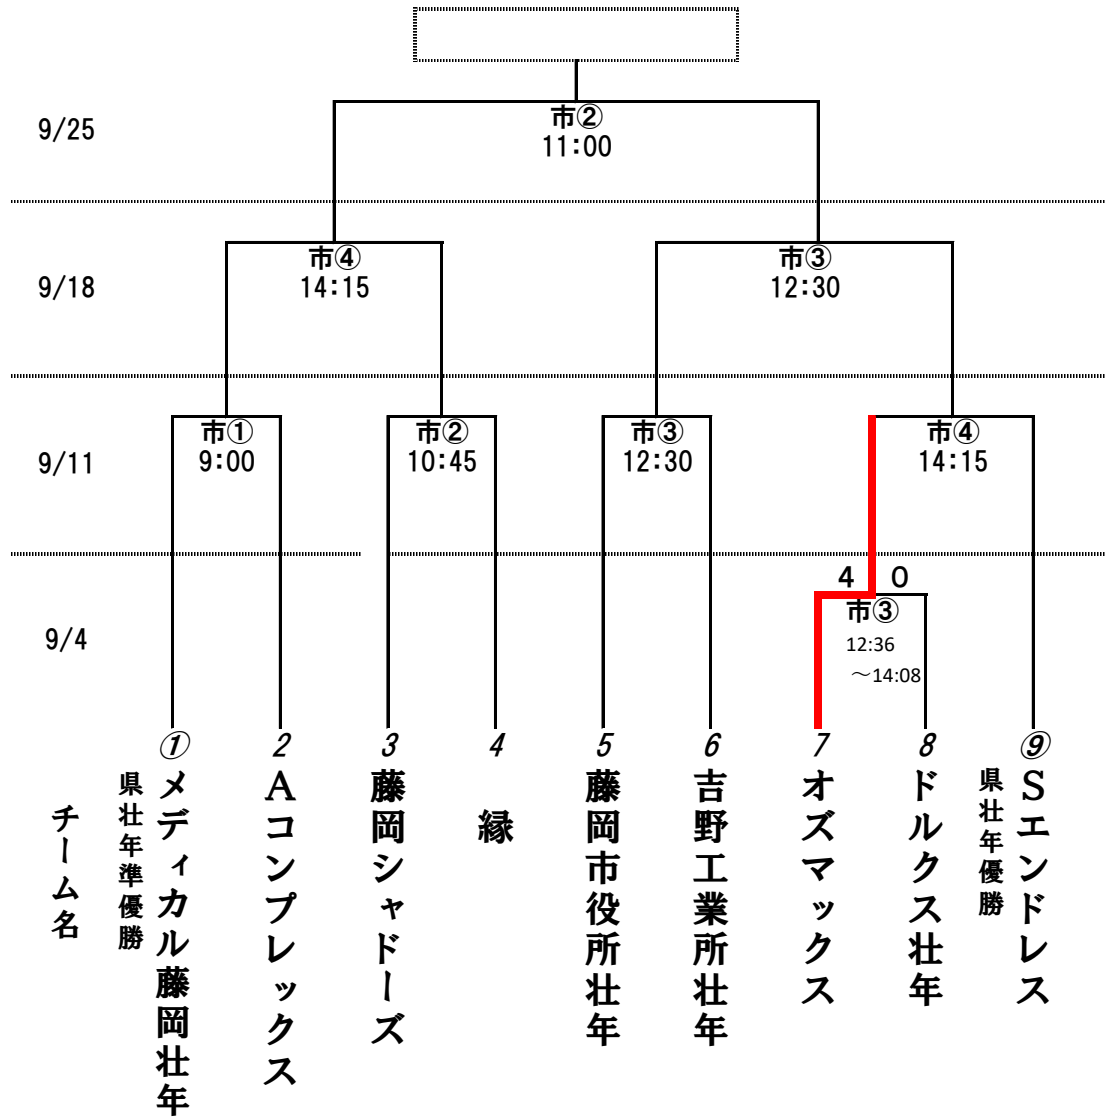 9/25
市②
11:00
9/18
市④
14:15
市③
12:30
9/11
市①
9:00
市②
10:45
市③
12:30
市④
14:15
9/4
4 0
市③
12:36
～14:08
チーム名
①
県壮年準優勝
メディカル藤岡壮年
2
Aコンプレックス
3
藤岡シャドーズ
4
縁
5
藤岡市役所壮年
6
吉野工業所壮年
7
オズマックス
8
ドルクス壮年
⑨
県壮年優勝
Sエンドレス